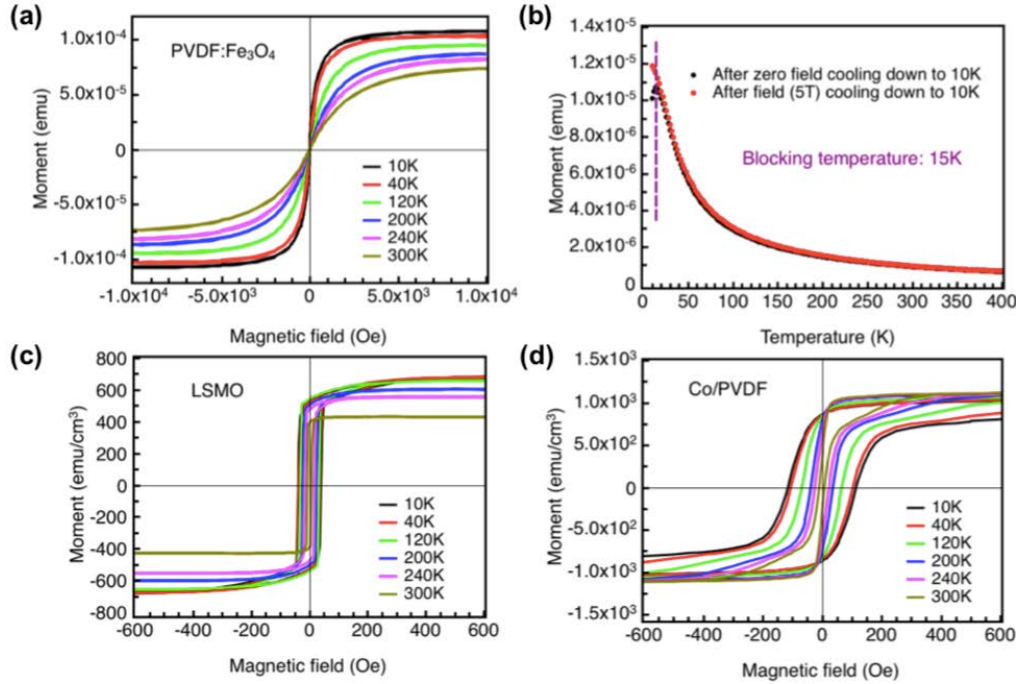 (a)
PVDF:Fe₃O₄
1.0x10⁻⁴
5.0x10⁻⁵
0
-5.0x10⁻⁵
-1.0x10⁻⁴
Moment (emu)
10K
40K
120K
200K
240K
300K
-1.0x10⁴ -5.0x10³ 0 5.0x10³ 1.0x10⁴
Magnetic field (Oe)
(b)
1.4x10⁻⁵
1.2x10⁻⁵
1.0x10⁻⁵
8.0x10⁻⁶
6.0x10⁻⁶
4.0x10⁻⁶
2.0x10⁻⁶
0
Moment (emu)
After zero field cooling down to 10K
After field (5T) cooling down to 10K
Blocking temperature: 15K
0 50 100 150 200 250 300 350 400
Temperature (K)
(c)
LSMO
800
600
400
200
0
-200
-400
-600
-800
Moment (emu/cm³)
10K
40K
120K
200K
240K
300K
-600 -400 -200 0 200 400 600
Magnetic field (Oe)
(d)
Co/PVDF
1.5x10³
1.0x10³
5.0x10²
0
-5.0x10²
-1.0x10³
-1.5x10³
Moment (emu/cm³)
10K
40K
120K
200K
240K
300K
-600 -400 -200 0 200 400 600
Magnetic field (Oe)